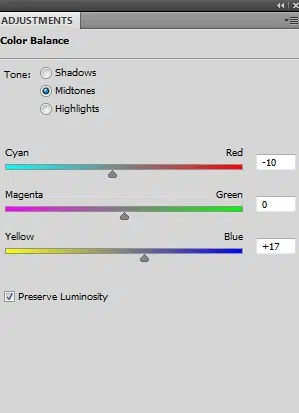 ADJUSTMENTS
Color Balance
Tone: Shadows
Midtones
Highlights
Cyan Red -10
Magenta Green 0
Yellow Blue +17
Preserve Luminosity